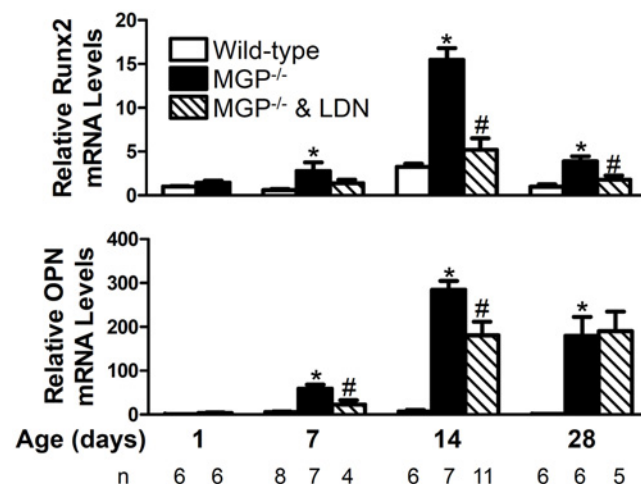 Relative Runx2
mRNA Levels
20
15
10
5
0
Wild-type
MGP-/-
MGP-/- & LDN
*
*
#
*
#
Relative OPN
mRNA Levels
400
300
200
100
0
*
#
*
#
*
Age (days) 1 7 14 28
n 6 6 8 7 4 6 7 11 6 6 5